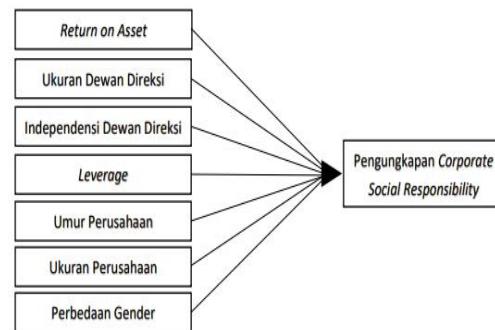 Return on Asset
Ukuran Dewan Direksi
Independensi Dewan Direksi
Leverage
Umur Perusahaan
Ukuran Perusahaan
Perbedaan Gender
Pengungkapan Corporate
Social Responsibility